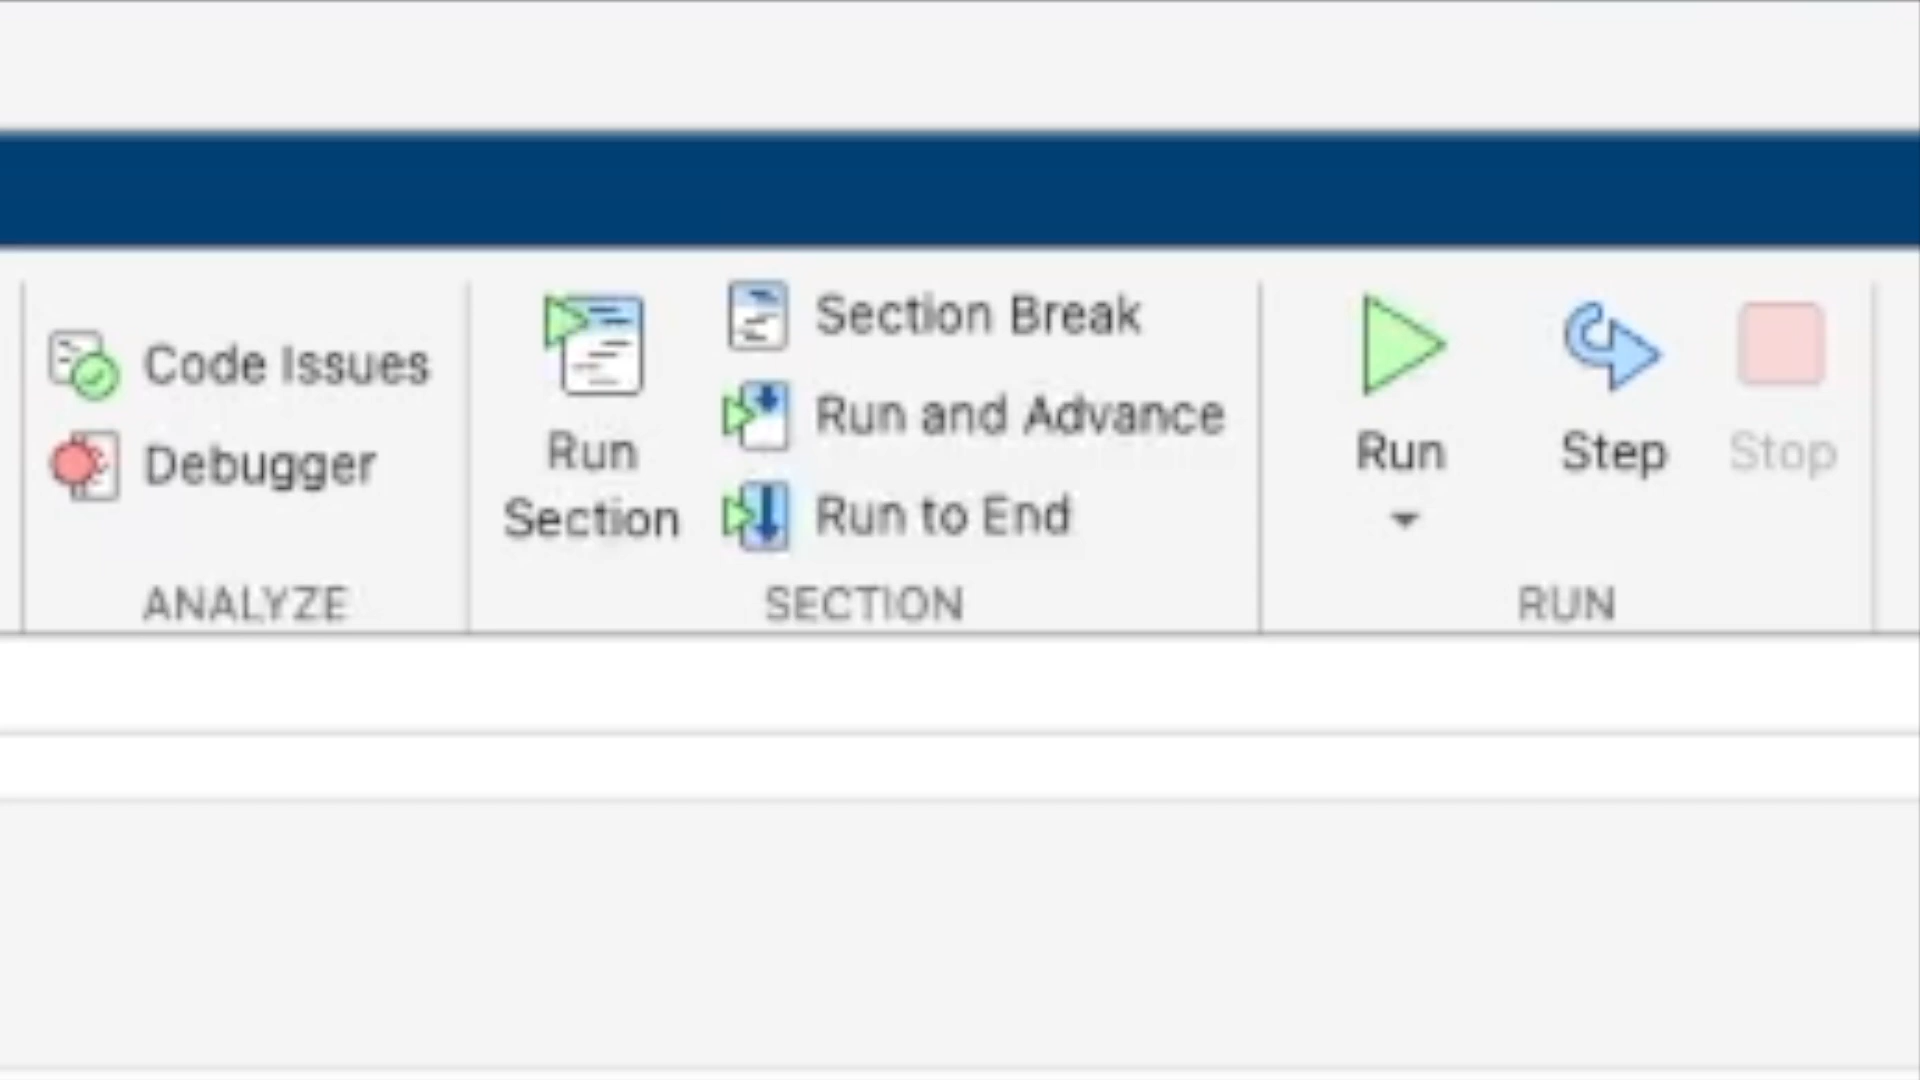 Code Issues
Debugger
ANALYZE
Run
Section
Section Break
Run and Advance
Run to End
SECTION
Run
Step
Stop
RUN